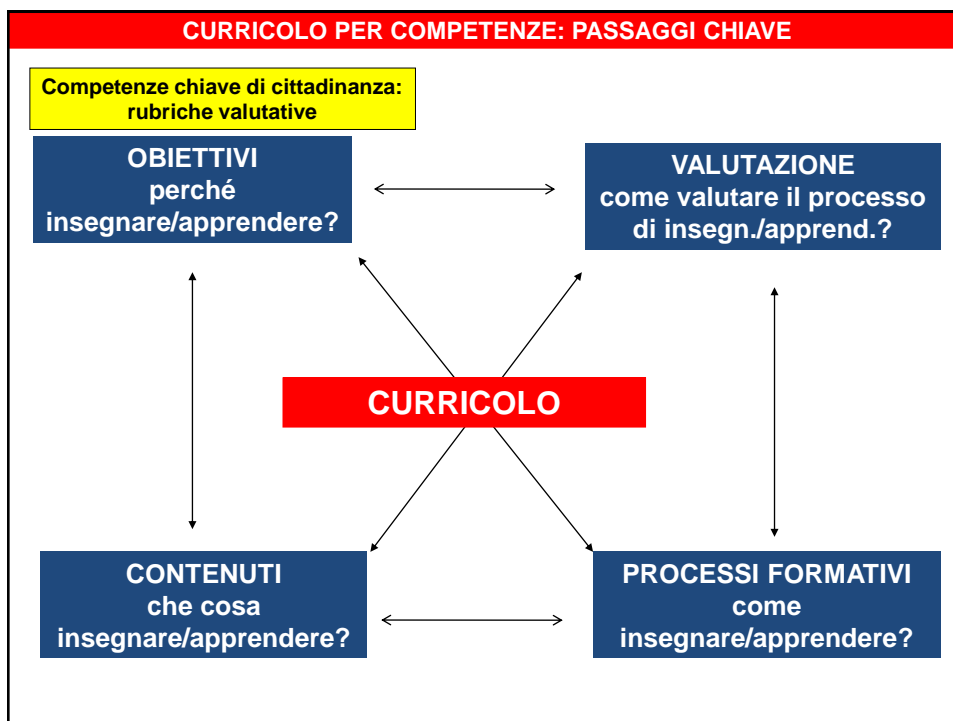 CURRICOLO PER COMPETENZE: PASSAGGI CHIAVE
Competenze chiave di cittadinanza:
rubriche valutative
OBIETTIVI
perché
insegnare/apprendere?
VALUTAZIONE
come valutare il processo
di insegn./apprend.?
CURRICOLO
CONTENUTI
che cosa
insegnare/apprendere?
PROCESSI FORMATIVI
come
insegnare/apprendere?